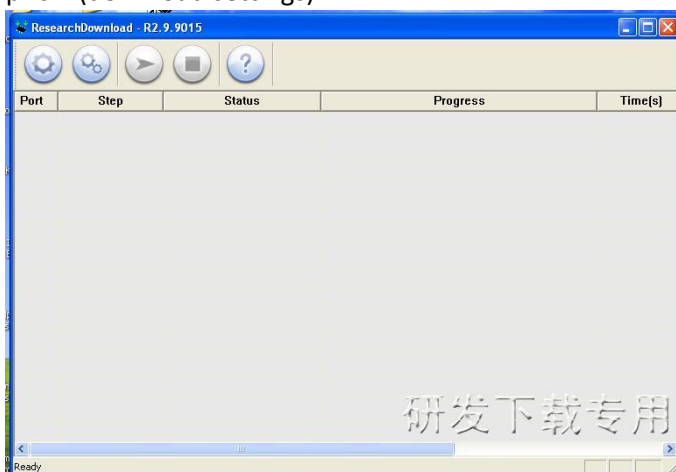 ResearchDownload - R2.9.9015
?
Port Step Status Progress Time(s)
研发下载专用
Ready